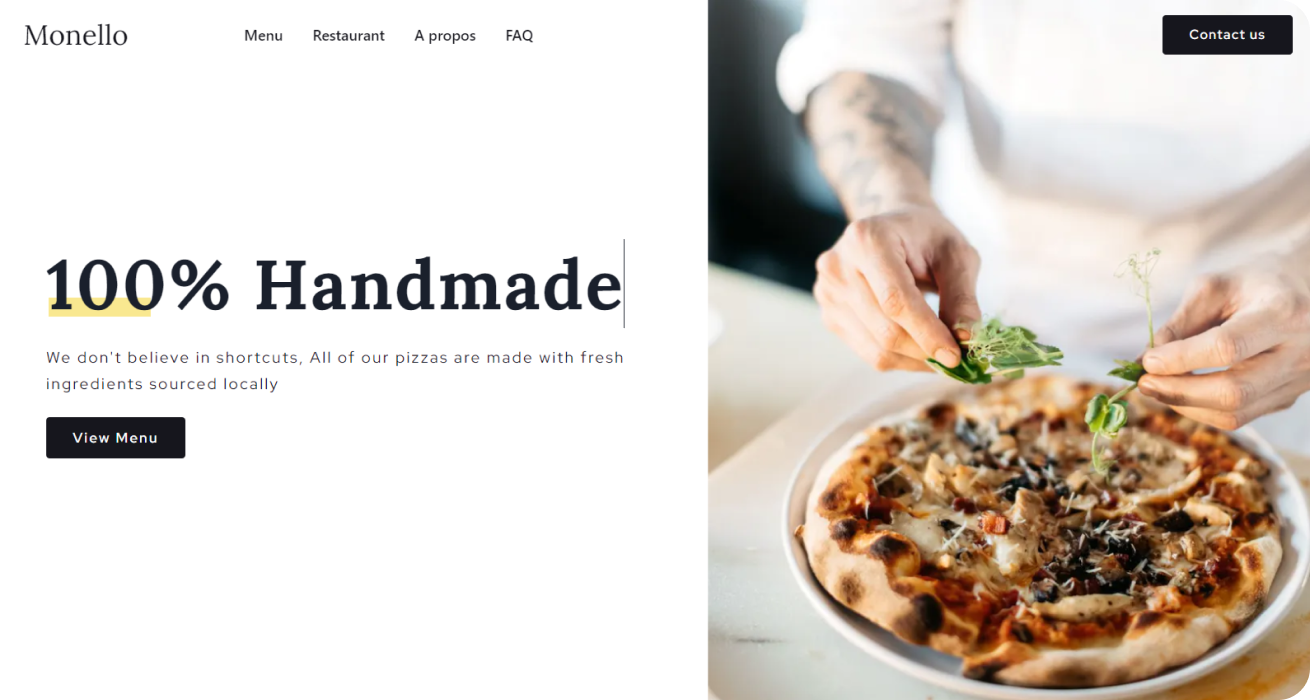 Monello
Menu Restaurant A propos FAQ
Contact us
100% Handmade
We don't believe in shortcuts, All of our pizzas are made with fresh
ingredients sourced locally
View Menu